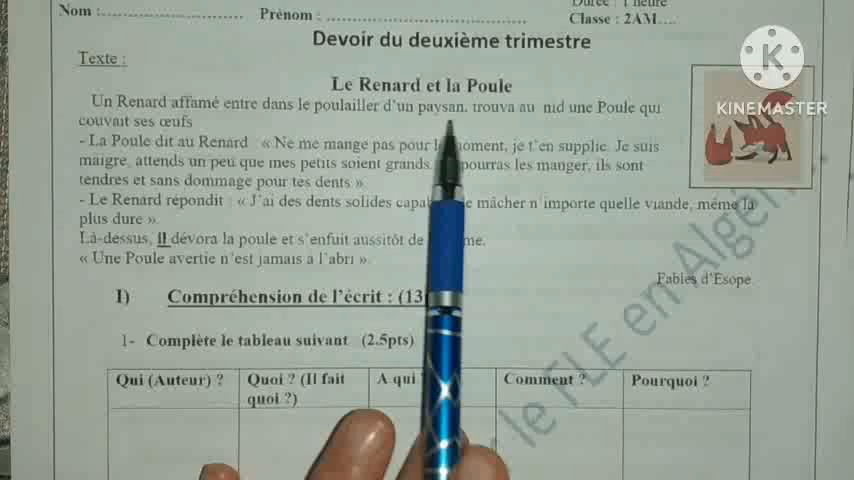 Nom :..............................
Prénom : ....................................
Durée : 1 heure
Classe : 2AM....
Devoir du deuxième trimestre
Texte :
Le Renard et la Poule
Un Renard affamé entre dans le poulailler d'un paysan, trouva au nid une Poule qui
couvait ses œufs
- La Poule dit au Renard : « Ne me mange pas pour moment, je t'en supplie. Je suis
maigre, attends un peu que mes petits soient grands, pourras les manger, ils sont
tendres et sans dommage pour tes dents »
- Le Renard répondit : « J'ai des dents solides mâcher n'importe quelle viande, même la
plus dure ».
Là-dessus, Il dévora la poule et s'enfuit aussitôt de
« Une Poule avertie n'est jamais a l'abri ».
Fables d'Esope
I) Compréhension de l'écrit : (13
1- Complète le tableau suivant (2.5pts)
Qui (Auteur) ?
Quoi ? (Il fait
quoi ?)
A qui
Comment ?
Pourquoi ?
le FLE en Algérie
KINEMASTER